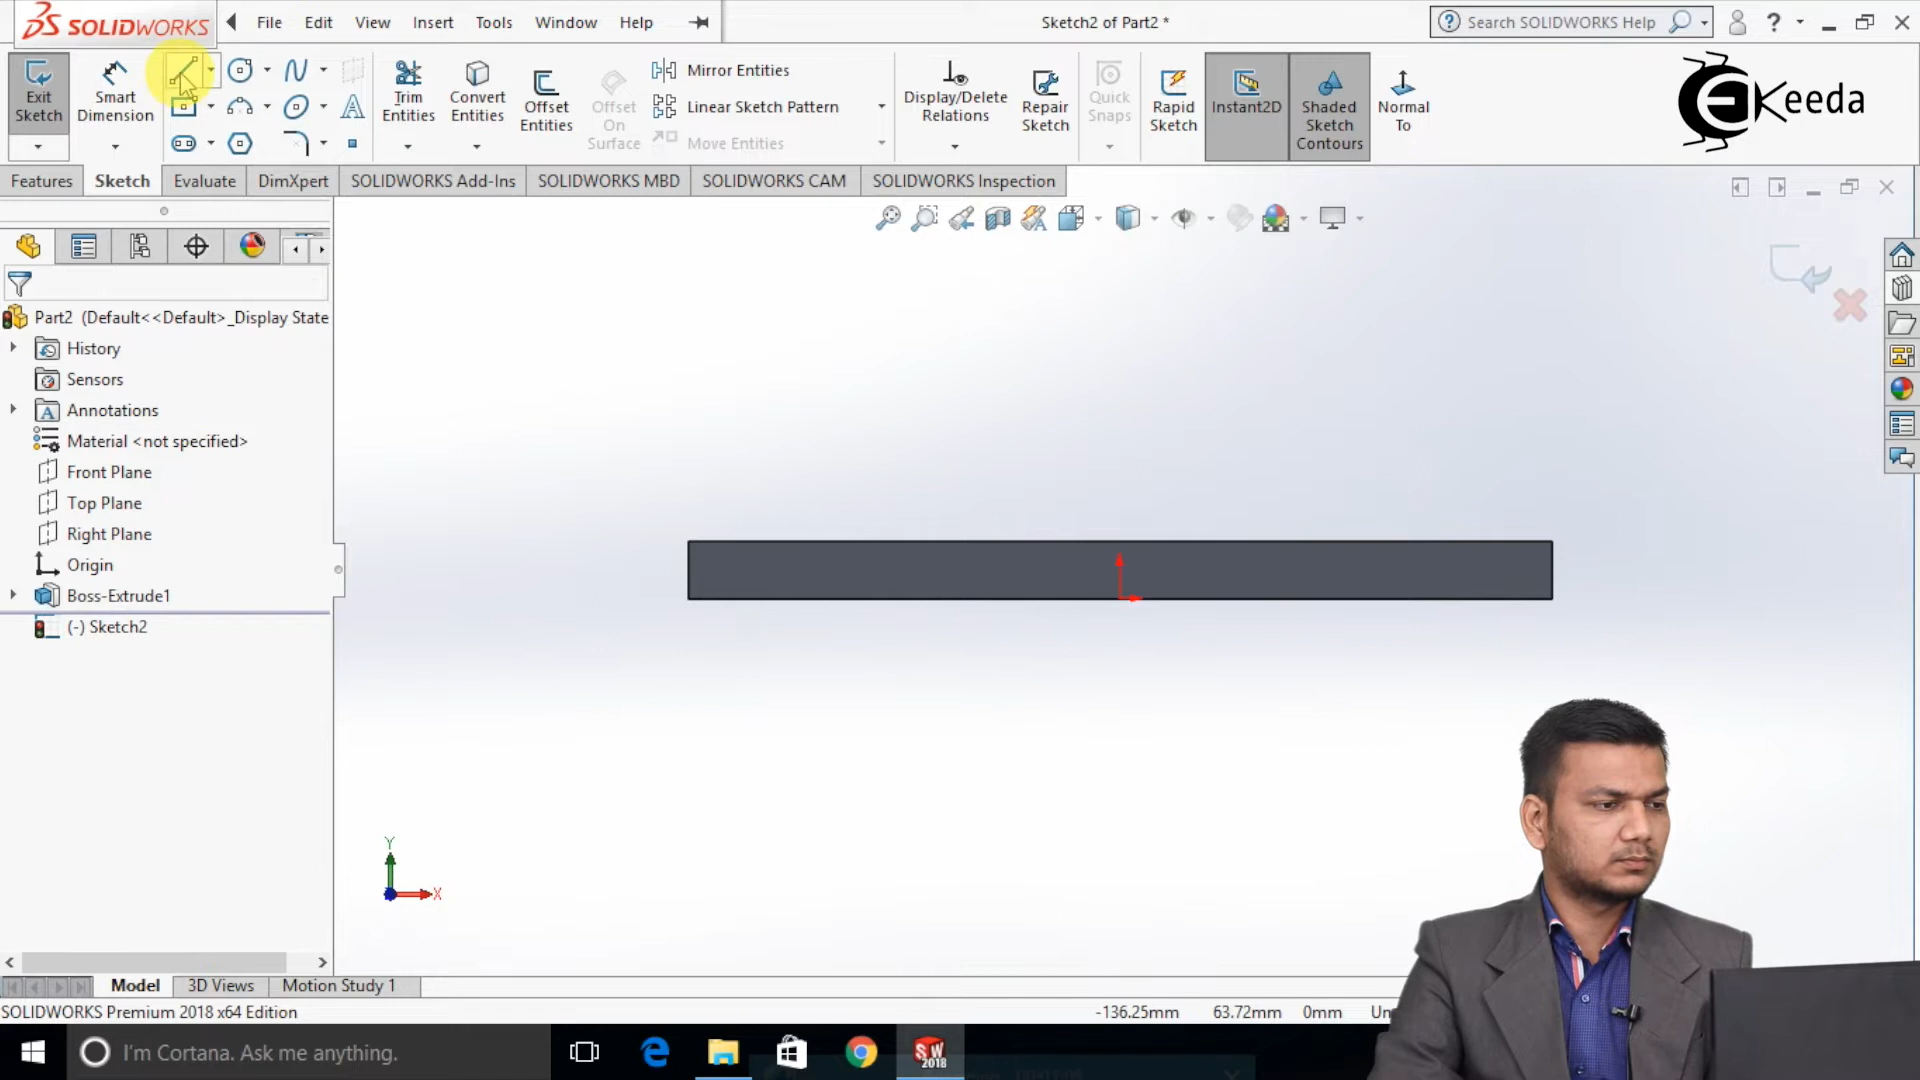 SOLIDWORKS File Edit View Insert Tools Window Help Sketch2 of Part2 * Search SOLIDWORKS Help
Exit Sketch
Smart Dimension
Trim Entities
Convert Entities
Offset Entities
Offset On Surface
Mirror Entities
Linear Sketch Pattern
Move Entities
Display/Delete Relations
Repair Sketch
Quick Snaps
Rapid Sketch
Instant2D
Shaded Sketch Contours
Normal To
EKeeda
Features Sketch Evaluate DimXpert SOLIDWORKS Add-Ins SOLIDWORKS MBD SOLIDWORKS CAM SOLIDWORKS Inspection
Part2 (Default<<Default>_Display State
History
Sensors
Annotations
Material <not specified>
Front Plane
Top Plane
Right Plane
Origin
Boss-Extrude1
(-) Sketch2
Y
X
Model 3D Views Motion Study 1
SOLIDWORKS Premium 2018 x64 Edition -136.25mm 63.72mm 0mm
I'm Cortana. Ask me anything.
SW 2018